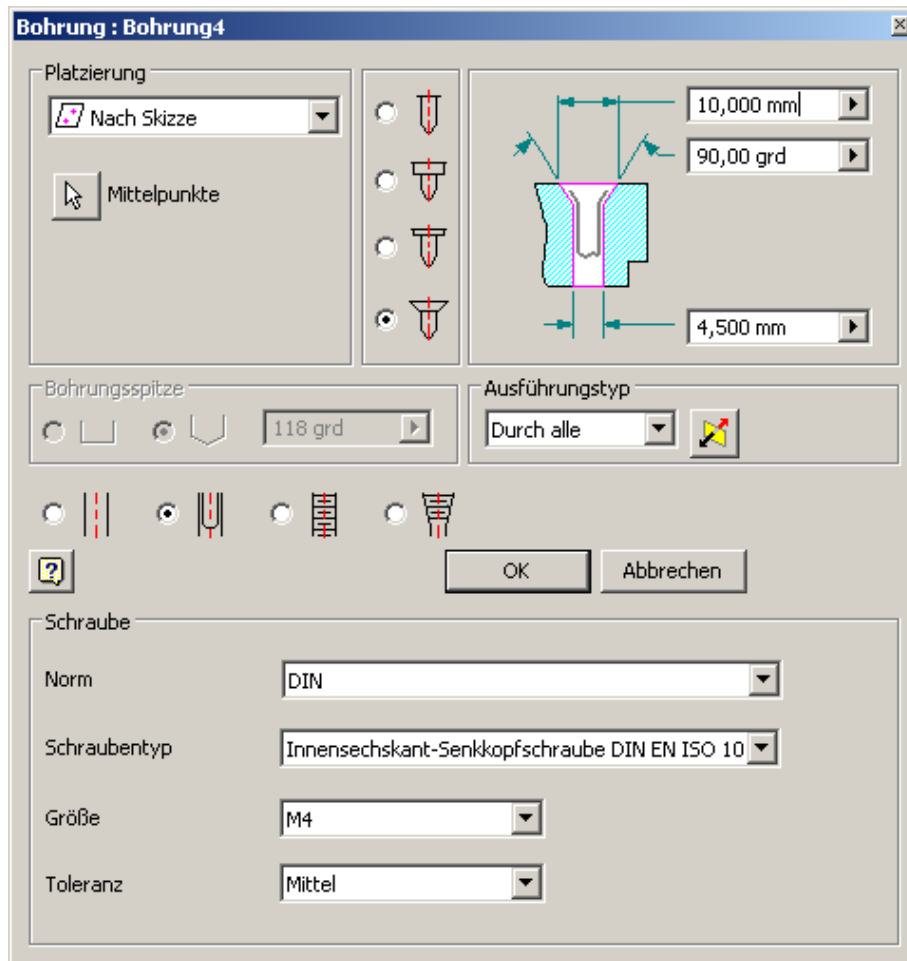 Bohrung : Bohrung4
Platzierung
Nach Skizze
Mittelpunkte
10,000 mm
90,00 grd
4,500 mm
Bohrungsspitze
118 grd
Ausführungstyp
Durch alle
OK
Abbrechen
Schraube
Norm
DIN
Schraubentyp
Innensechskant-Senkkopfschraube DIN EN ISO 10
Größe
M4
Toleranz
Mittel